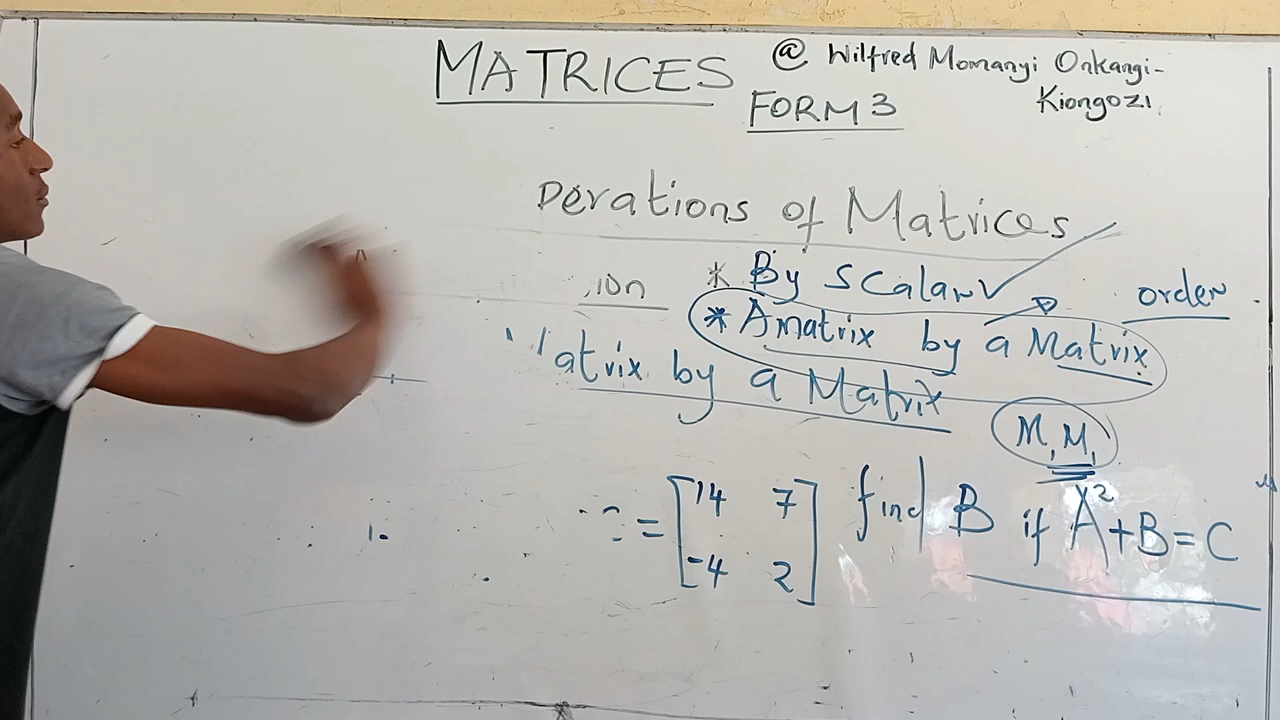 MATRICES @ Wilfred Momanyi Onkangi-
FORM 3 Kiongozi
perations of Matrices
ion * By Scalar order
* A matrix by a Matrix
atrix by a Matrix
M, M,
= [14 7 find B if A²+B=C
-4 2]
1.